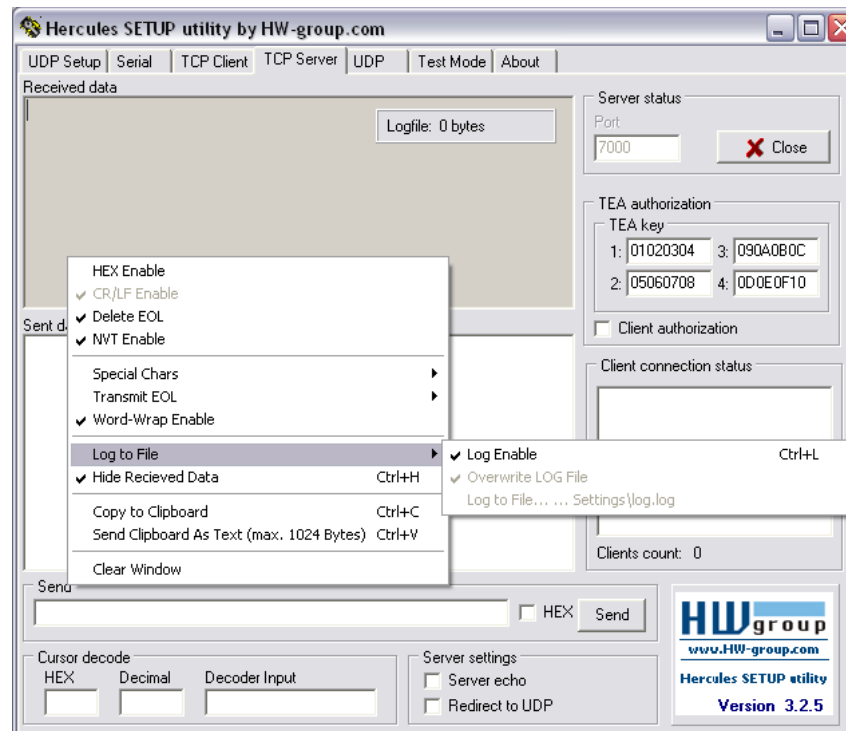 Hercules SETUP utility by HW-group.com
UDP Setup Serial TCP Client TCP Server UDP Test Mode About
Received data
Logfile: 0 bytes
Server status
Port
7000 Close
TEA authorization
TEA key
1: 01020304 3: 090A0B0C
2: 05060708 4: 0D0E0F10
Client authorization
HEX Enable
CR/LF Enable
Delete EOL
NVT Enable
Special Chars
Transmit EOL
Word-Wrap Enable
Log to File
Hide Recieved Data Ctrl+H
Copy to Clipboard Ctrl+C
Send Clipboard As Text (max. 1024 Bytes) Ctrl+V
Clear Window
Log Enable Ctrl+L
Overwrite LOG File
Log to File... ... Settings\log.log
Sent
Client connection status
Clients count: 0
Send
HEX Send
Cursor decode
HEX Decimal Decoder Input
Server settings
Server echo
Redirect to UDP
HW group
www.HW-group.com
Hercules SETUP utility
Version 3.2.5